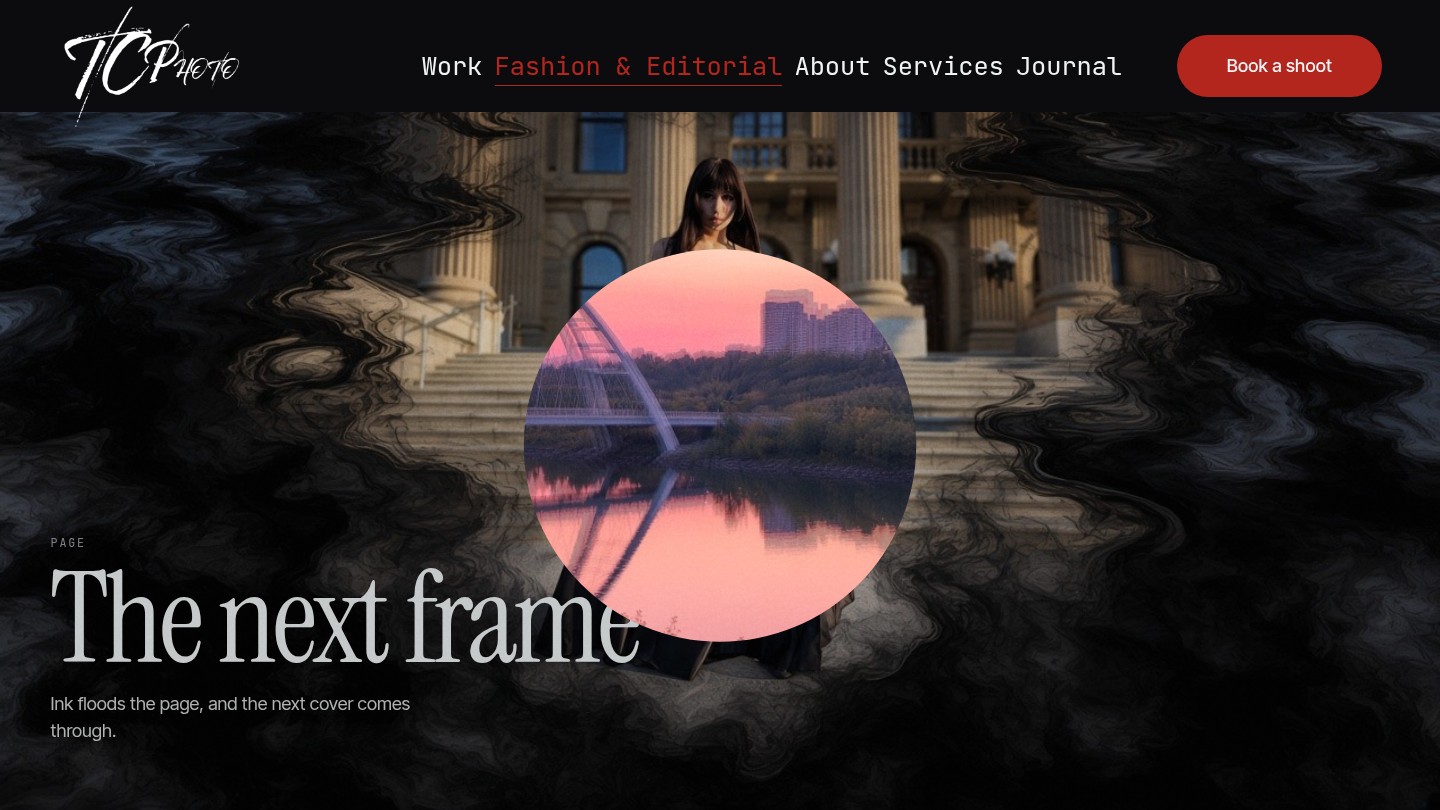 TCPHOTO
Work Fashion & Editorial About Services Journal
Book a shoot
PAGE
The next frame
Ink floods the page, and the next cover comes
through.